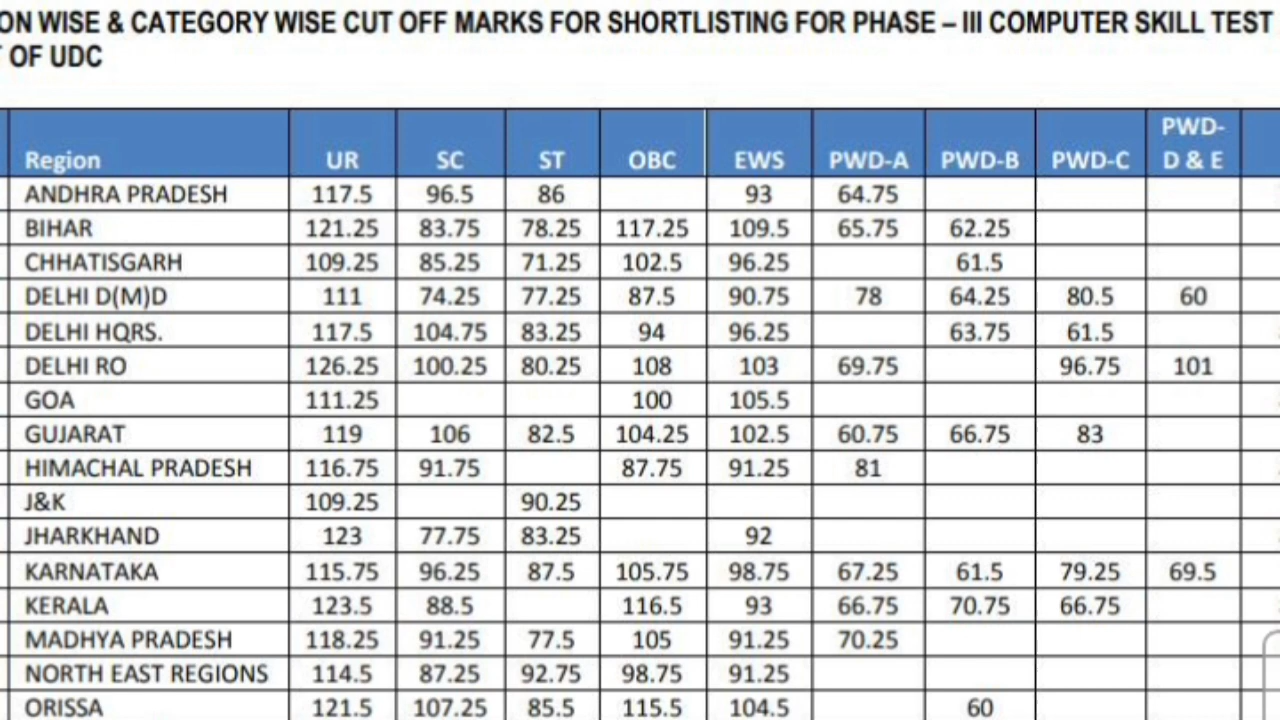 ON WISE & CATEGORY WISE CUT OFF MARKS FOR SHORTLISTING FOR PHASE – III COMPUTER SKILL TEST
OF UDC
Region UR SC ST OBC EWS PWD-A PWD-B PWD-C PWD-D & E
ANDHRA PRADESH 117.5 96.5 86 93 64.75
BIHAR 121.25 83.75 78.25 117.25 109.5 65.75 62.25
CHHATISGARH 109.25 85.25 71.25 102.5 96.25 61.5
DELHI D(M)D 111 74.25 77.25 87.5 90.75 78 64.25 80.5 60
DELHI HQRS. 117.5 104.75 83.25 94 96.25 63.75 61.5
DELHI RO 126.25 100.25 80.25 108 103 69.75 96.75 101
GOA 111.25 100 105.5
GUJARAT 119 106 82.5 104.25 102.5 60.75 66.75 83
HIMACHAL PRADESH 116.75 91.75 87.75 91.25 81
J&K 109.25 90.25
JHARKHAND 123 77.75 83.25 92
KARNATAKA 115.75 96.25 87.5 105.75 98.75 67.25 61.5 79.25 69.5
KERALA 123.5 88.5 116.5 93 66.75 70.75 66.75
MADHYA PRADESH 118.25 91.25 77.5 105 91.25 70.25
NORTH EAST REGIONS 114.5 87.25 92.75 98.75 91.25
ORISSA 121.5 107.25 85.5 115.5 104.5 60